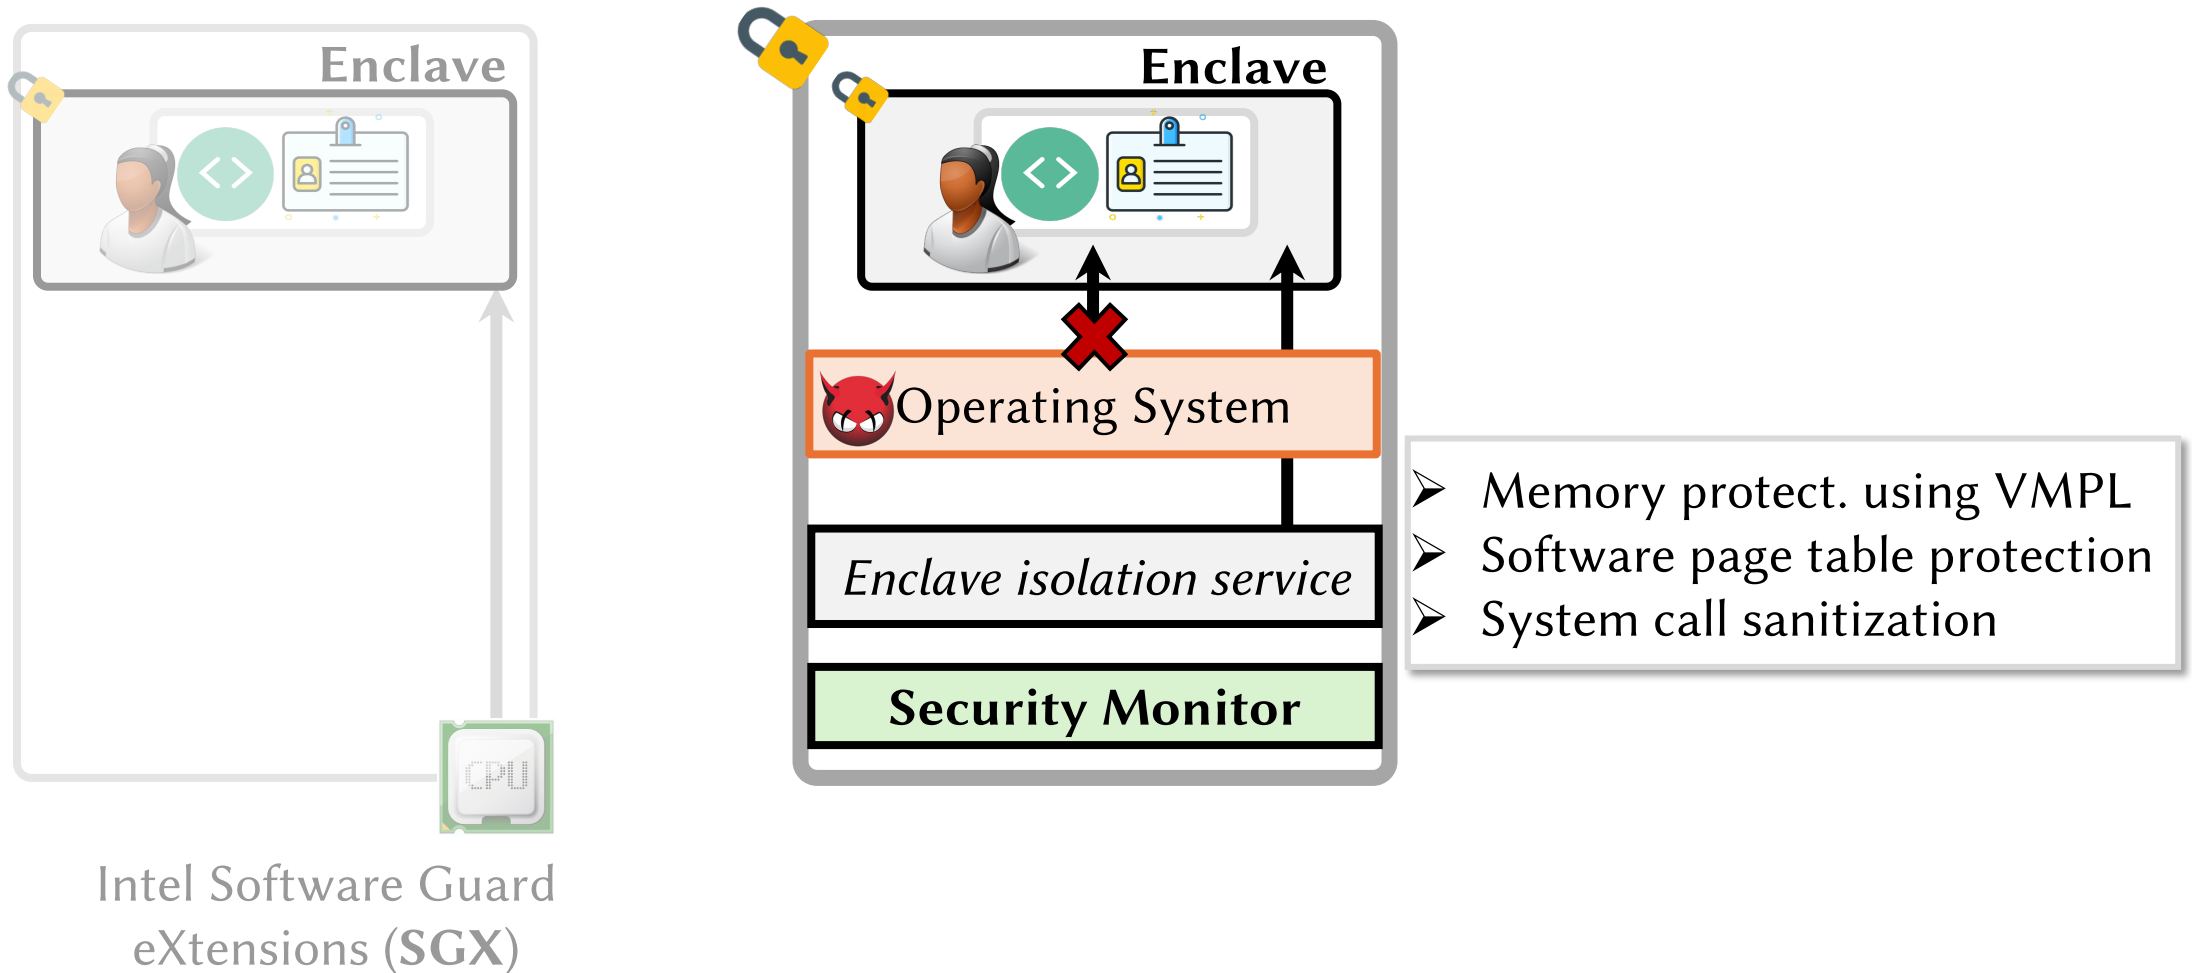 Enclave
CPU
Intel Software Guard
eXtensions (SGX)
Enclave
Operating System
Enclave isolation service
Security Monitor
Memory protect. using VMPL
Software page table protection
System call sanitization